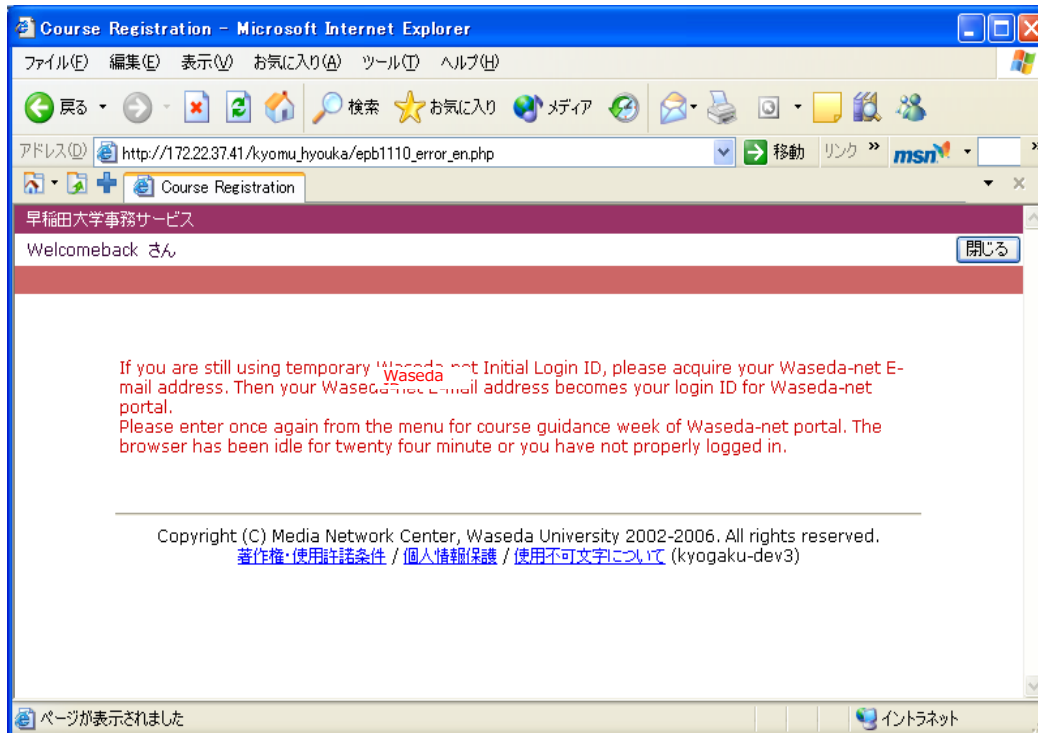 Course Registration - Microsoft Internet Explorer
ファイル(F) 編集(E) 表示(V) お気に入り(A) ツール(T) ヘルプ(H)
戻る 検索 お気に入り メディア
アドレス(D) http://172.22.37.41/kyomu_hyouka/epb1110_error_en.php 移動 リンク » msn »
Course Registration
早稲田大学事務サービス
Welcomeback さん 閉じる
If you are still using temporary Waseda-net Initial Login ID, please acquire your Waseda-net E-
Waseda
mail address. Then your Waseda-net E-mail address becomes your login ID for Waseda-net
portal.
Please enter once again from the menu for course guidance week of Waseda-net portal. The
browser has been idle for twenty four minute or you have not properly logged in.
Copyright (C) Media Network Center, Waseda University 2002-2006. All rights reserved.
著作権・使用許諾条件 / 個人情報保護 / 使用不可文字について (kyogaku-dev3)
ページが表示されました イントラネット